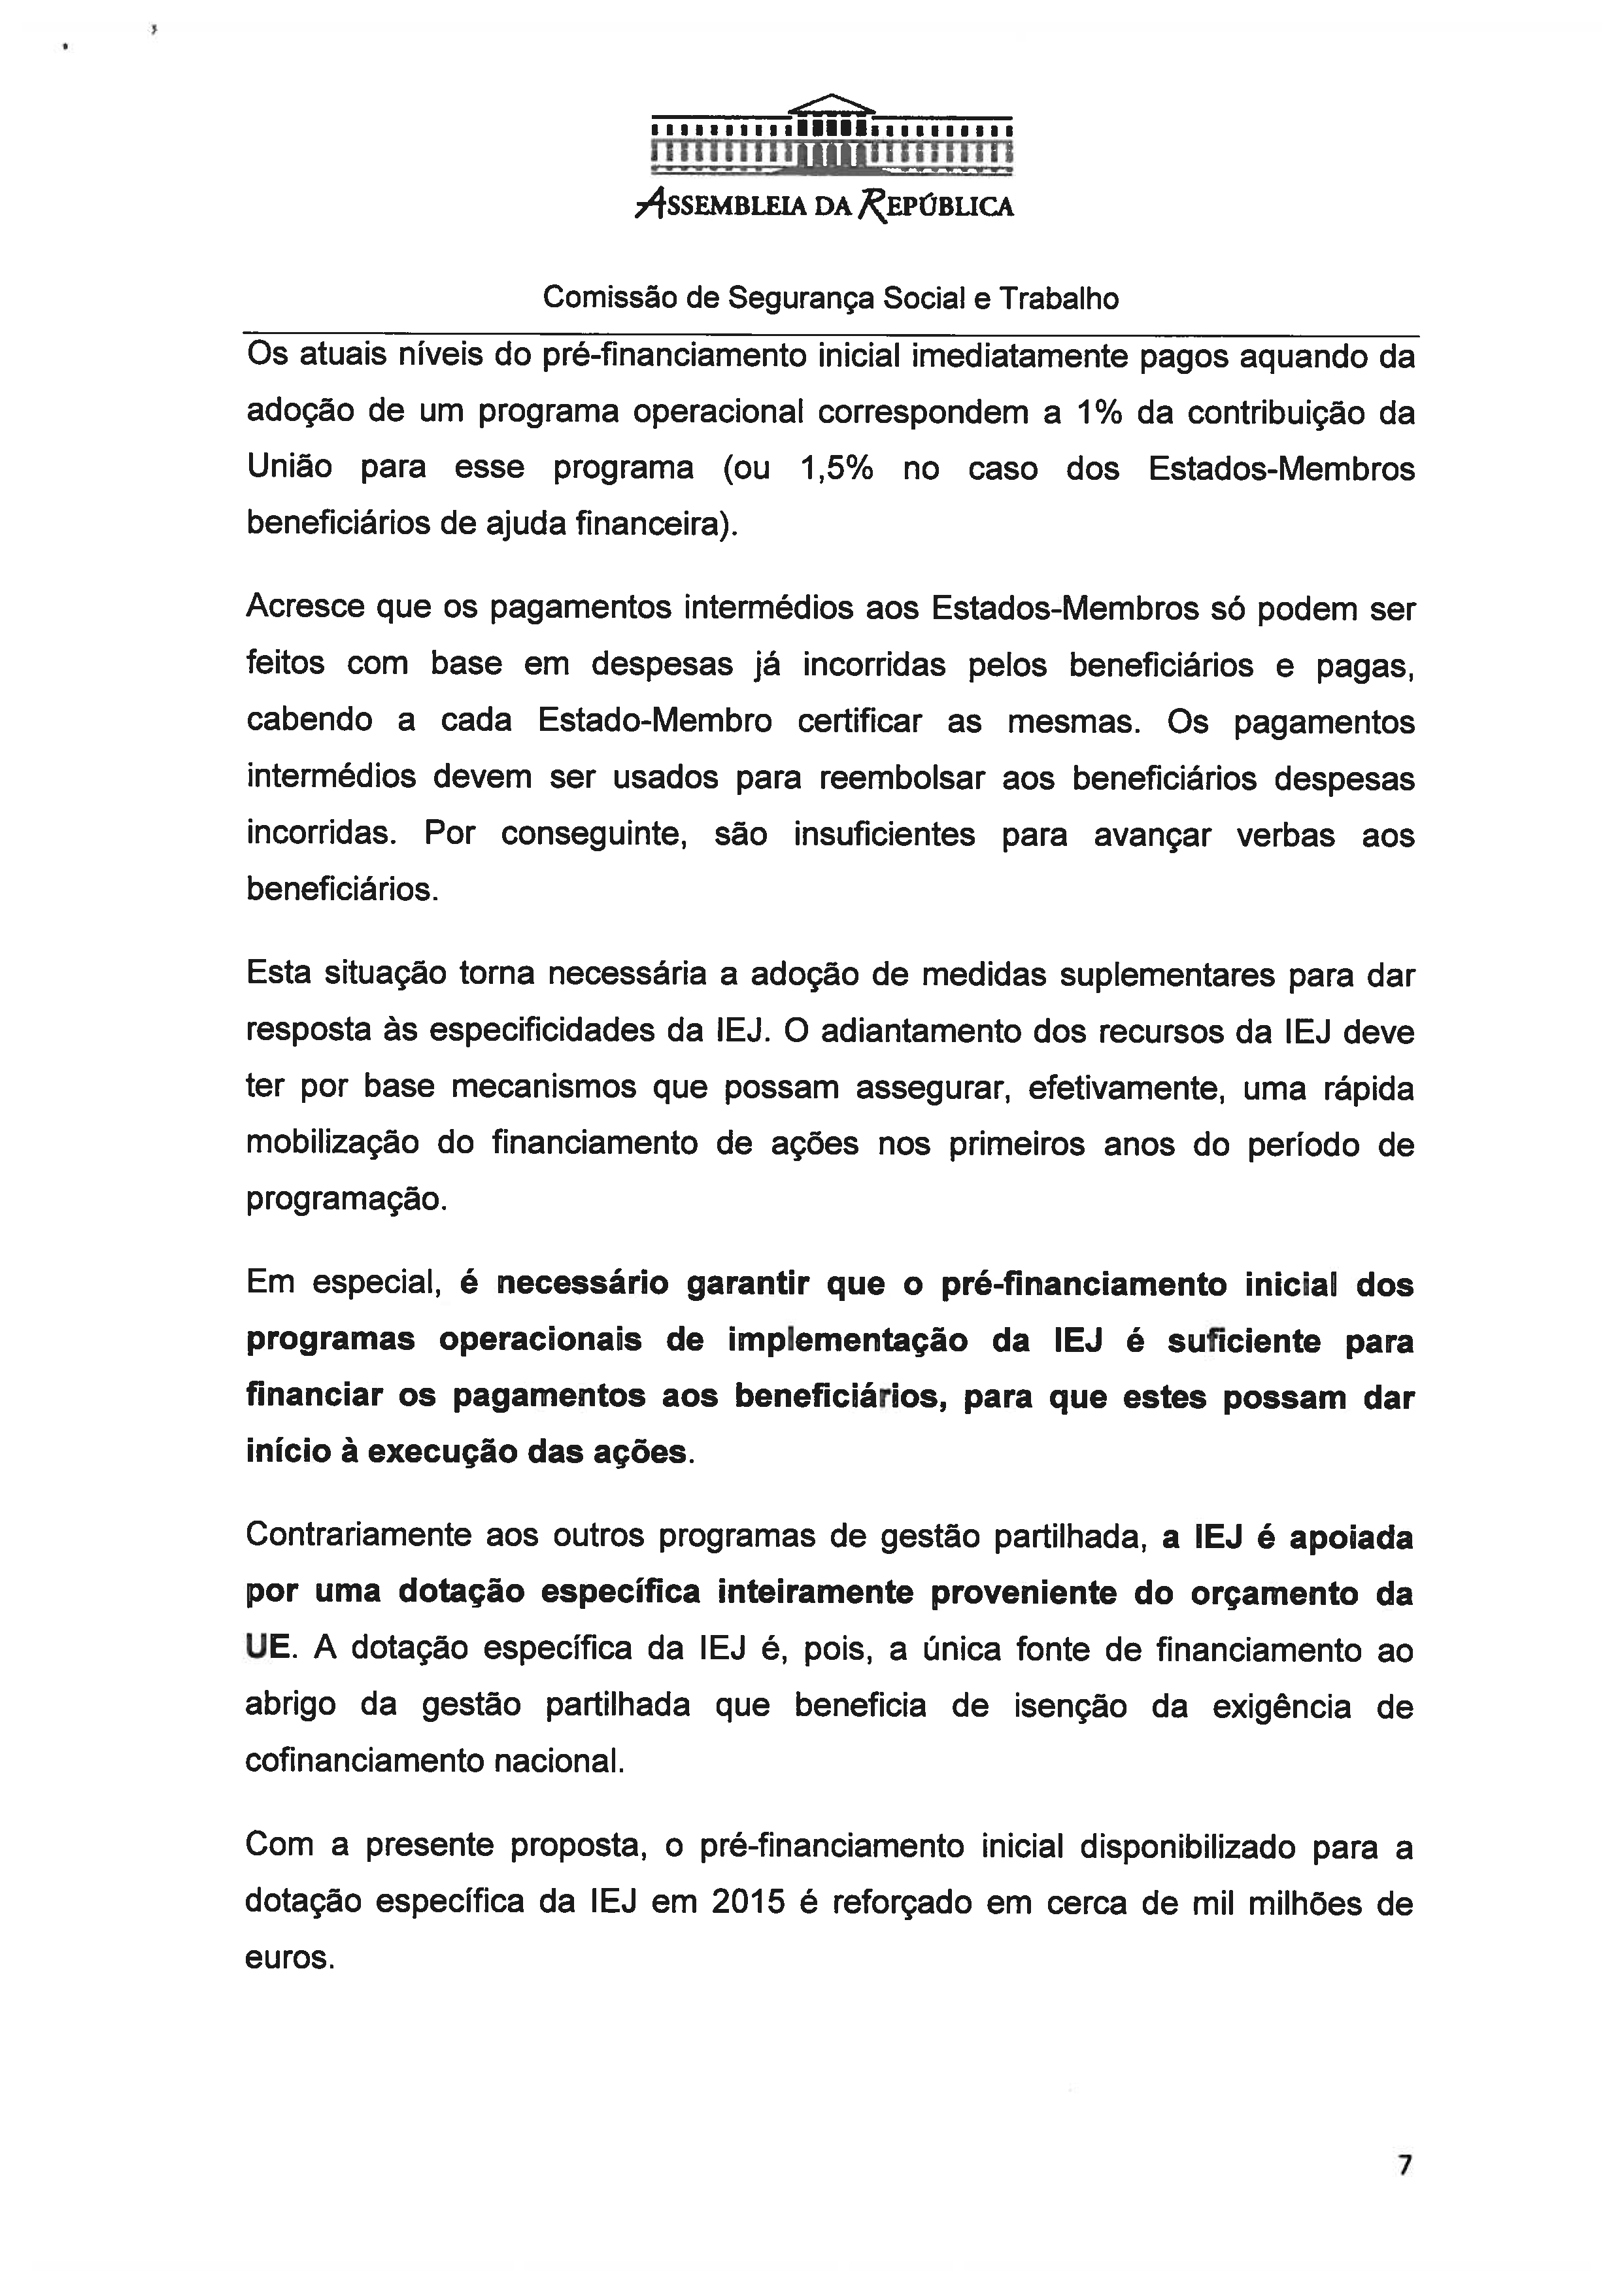 ASSEMBLEIA DA REPÚBLICA
Comissão de Segurança Social e Trabalho
Os atuais níveis do pré-financiamento inicial imediatamente pagos aquando da
adoção de um programa operacional correspondem a 1% da contribuição da
União para esse programa (ou 1,5% no caso dos Estados-Membros
beneficiários de ajuda financeira).
Acresce que os pagamentos intermédios aos Estados-Membros só podem ser
feitos com base em despesas já incorridas pelos beneficiários e pagas,
cabendo a cada Estado-Membro certificar as mesmas. Os pagamentos
intermédios devem ser usados para reembolsar aos beneficiários despesas
incorridas. Por conseguinte, são insuficientes para avançar verbas aos
beneficiários.
Esta situação torna necessária a adoção de medidas suplementares para dar
resposta às especificidades da IEJ. O adiantamento dos recursos da IEJ deve
ter por base mecanismos que possam assegurar, efetivamente, uma rápida
mobilização do financiamento de ações nos primeiros anos do período de
programação.
Em especial, é necessário garantir que o pré-financiamento inicial dos
programas operacionais de implementação da IEJ é suficiente para
financiar os pagamentos aos beneficiários, para que estes possam dar
início à execução das ações.
Contrariamente aos outros programas de gestão partilhada, a IEJ é apoiada
por uma dotação específica inteiramente proveniente do orçamento da
UE. A dotação específica da IEJ é, pois, a única fonte de financiamento ao
abrigo da gestão partilhada que beneficia de isenção da exigência de
cofinanciamento nacional.
Com a presente proposta, o pré-financiamento inicial disponibilizado para a
dotação específica da IEJ em 2015 é reforçado em cerca de mil milhões de
euros.
7